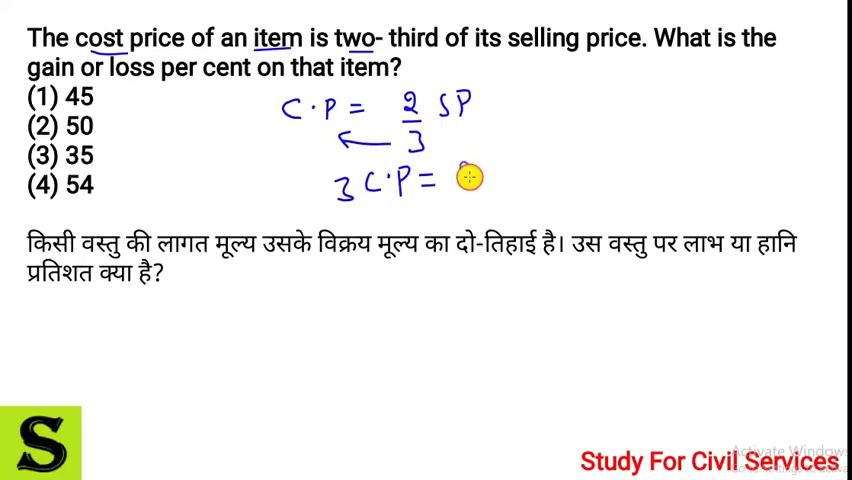 The cost price of an item is two- third of its selling price. What is the
gain or loss per cent on that item?
(1) 45
(2) 50
(3) 35
(4) 54
C.P = 2/3 SP
3 C.P =
किसी वस्तु की लागत मूल्य उसके विक्रय मूल्य का दो-तिहाई है। उस वस्तु पर लाभ या हानि
प्रतिशत क्या है?
S
Activate Windows
Study For Civil Services